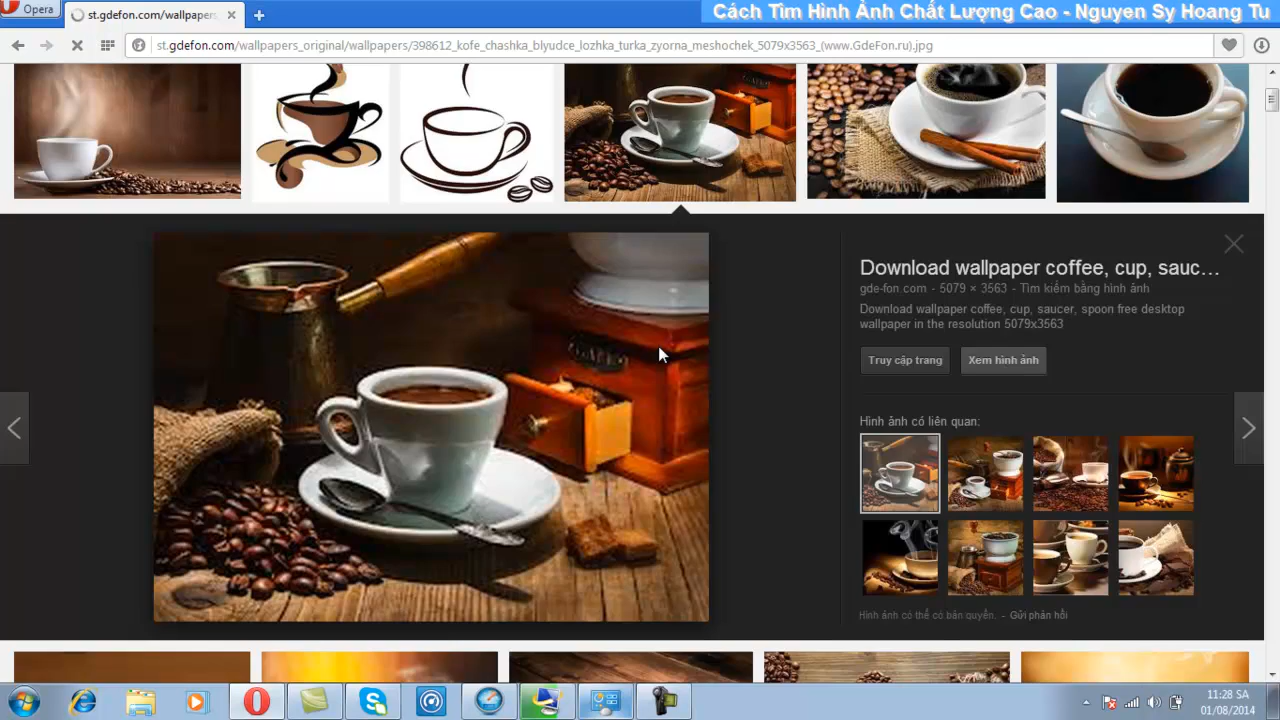 Opera
Cách Tìm Hình Ảnh Chất Lượng Cao - Nguyen Sy Hoang Tu
st.gdefon.com/wallpapers
st.gdefon.com/wallpapers_original/wallpapers/398612_kofe_chashka_blyudce_lozhka_turka_zyorna_meshochek_5079x3563_(www.GdeFon.ru).jpg
Download wallpaper coffee, cup, sauc…
gde-fon.com - 5079 × 3563 - Tìm kiếm bằng hình ảnh
Download wallpaper coffee, cup, saucer, spoon free desktop
wallpaper in the resolution 5079x3563
Truy cập trang
Xem hình ảnh
Hình ảnh có liên quan:
Hình ảnh có thể có bản quyền. - Gửi phản hồi
11:28 SA
01/08/2014